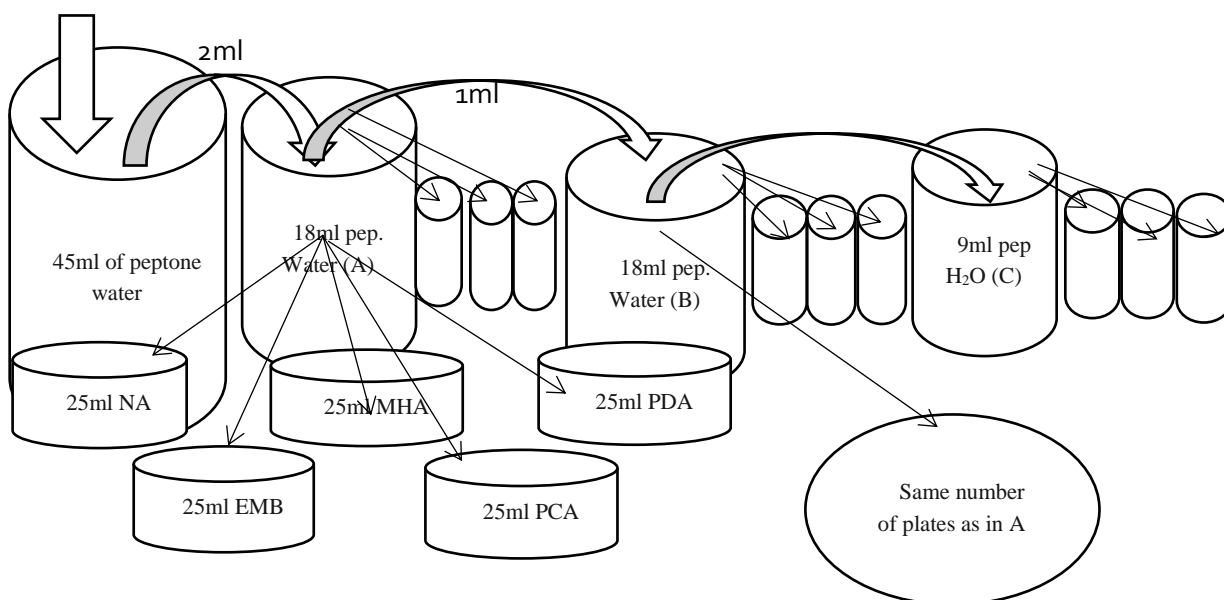 2ml
1ml
45ml of peptone
water
18ml pep.
Water (A)
18ml pep.
Water (B)
9ml pep
H₂O (C)
25ml NA
25ml MHA
25ml PDA
25ml EMB
25ml PCA
Same number
of plates as in A